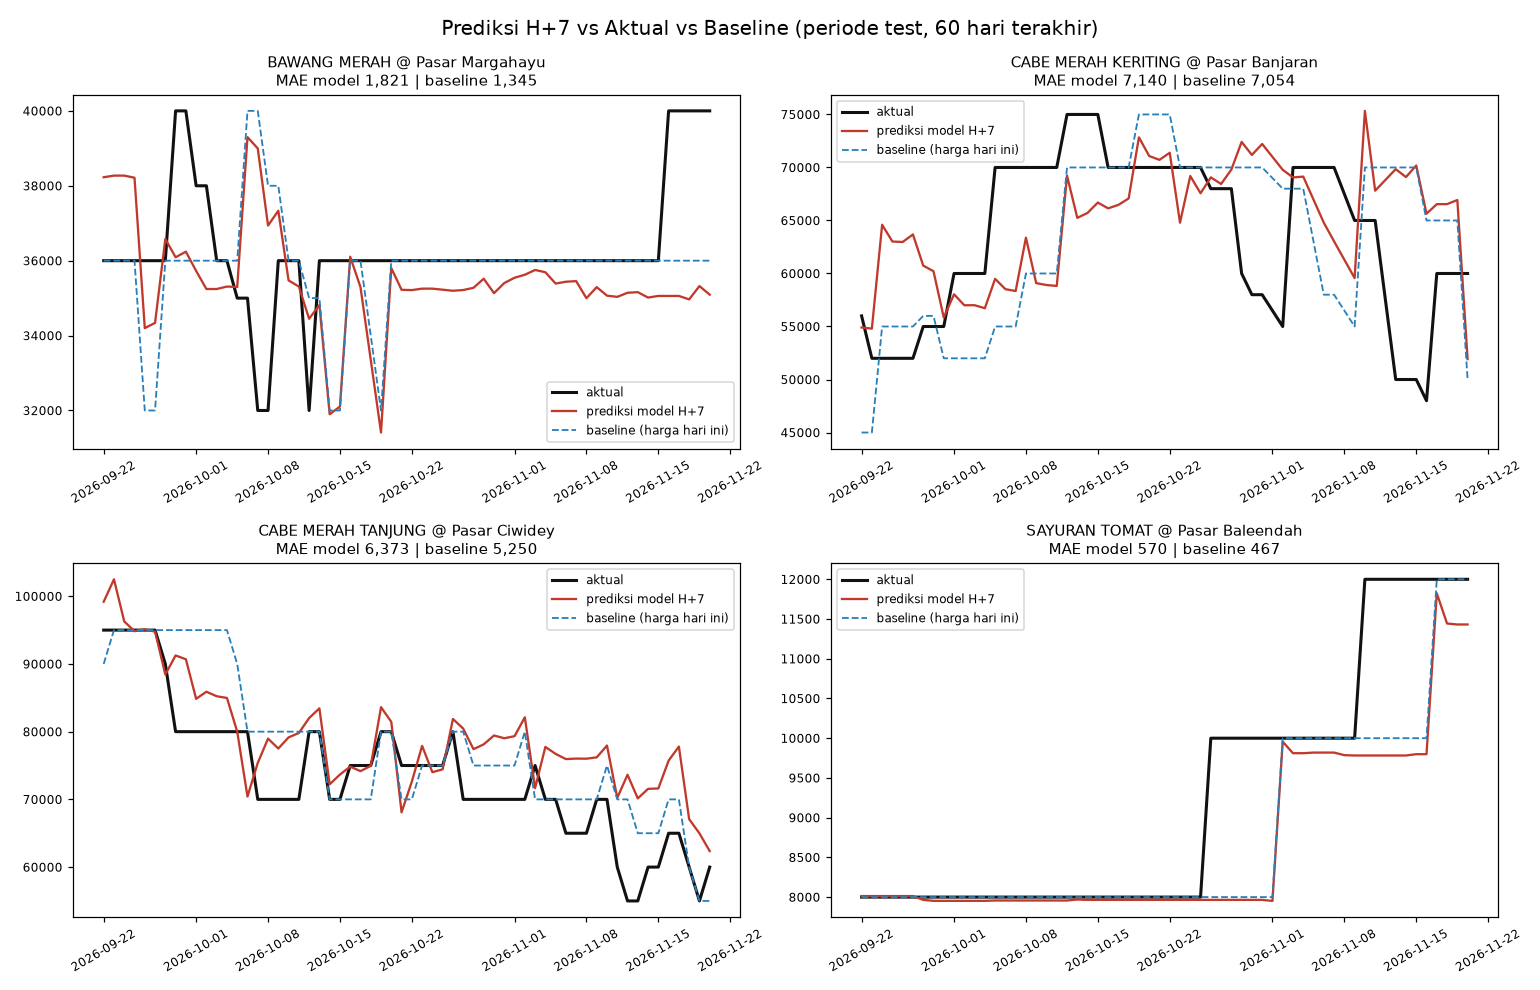 Prediksi H+7 vs Aktual vs Baseline (periode test, 60 hari terakhir)
BAWANG MERAH @ Pasar Margahayu
MAE model 1,821 | baseline 1,345
40000
38000
36000
34000
32000
aktual
prediksi model H+7
baseline (harga hari ini)
2026-09-22
2026-10-01
2026-10-08
2026-10-15
2026-10-22
2026-11-01
2026-11-08
2026-11-15
2026-11-22
CABE MERAH KERITING @ Pasar Banjaran
MAE model 7,140 | baseline 7,054
75000
70000
65000
60000
55000
50000
45000
aktual
prediksi model H+7
baseline (harga hari ini)
2026-09-22
2026-10-01
2026-10-08
2026-10-15
2026-10-22
2026-11-01
2026-11-08
2026-11-15
2026-11-22
CABE MERAH TANJUNG @ Pasar Ciwidey
MAE model 6,373 | baseline 5,250
100000
90000
80000
70000
60000
aktual
prediksi model H+7
baseline (harga hari ini)
2026-09-22
2026-10-01
2026-10-08
2026-10-15
2026-10-22
2026-11-01
2026-11-08
2026-11-15
2026-11-22
SAYURAN TOMAT @ Pasar Baleendah
MAE model 570 | baseline 467
12000
11500
11000
10500
10000
9500
9000
8500
8000
aktual
prediksi model H+7
baseline (harga hari ini)
2026-09-22
2026-10-01
2026-10-08
2026-10-15
2026-10-22
2026-11-01
2026-11-08
2026-11-15
2026-11-22